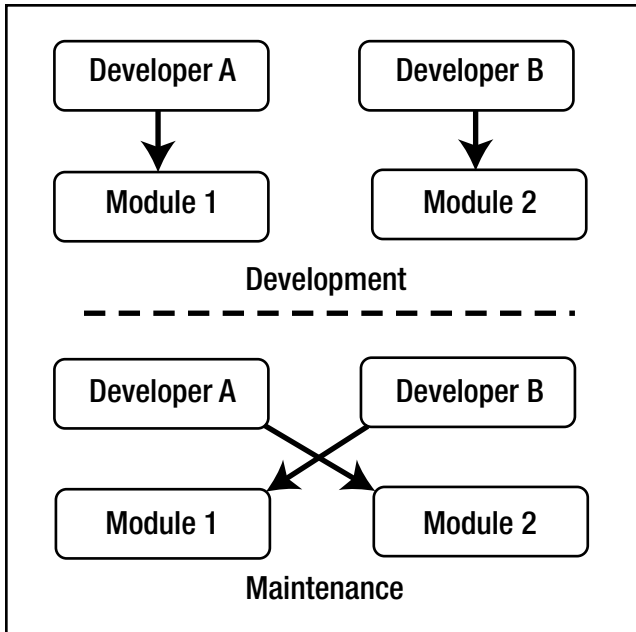 Developer A
Developer B
Module 1
Module 2
Development
Developer A
Developer B
Module 1
Module 2
Maintenance